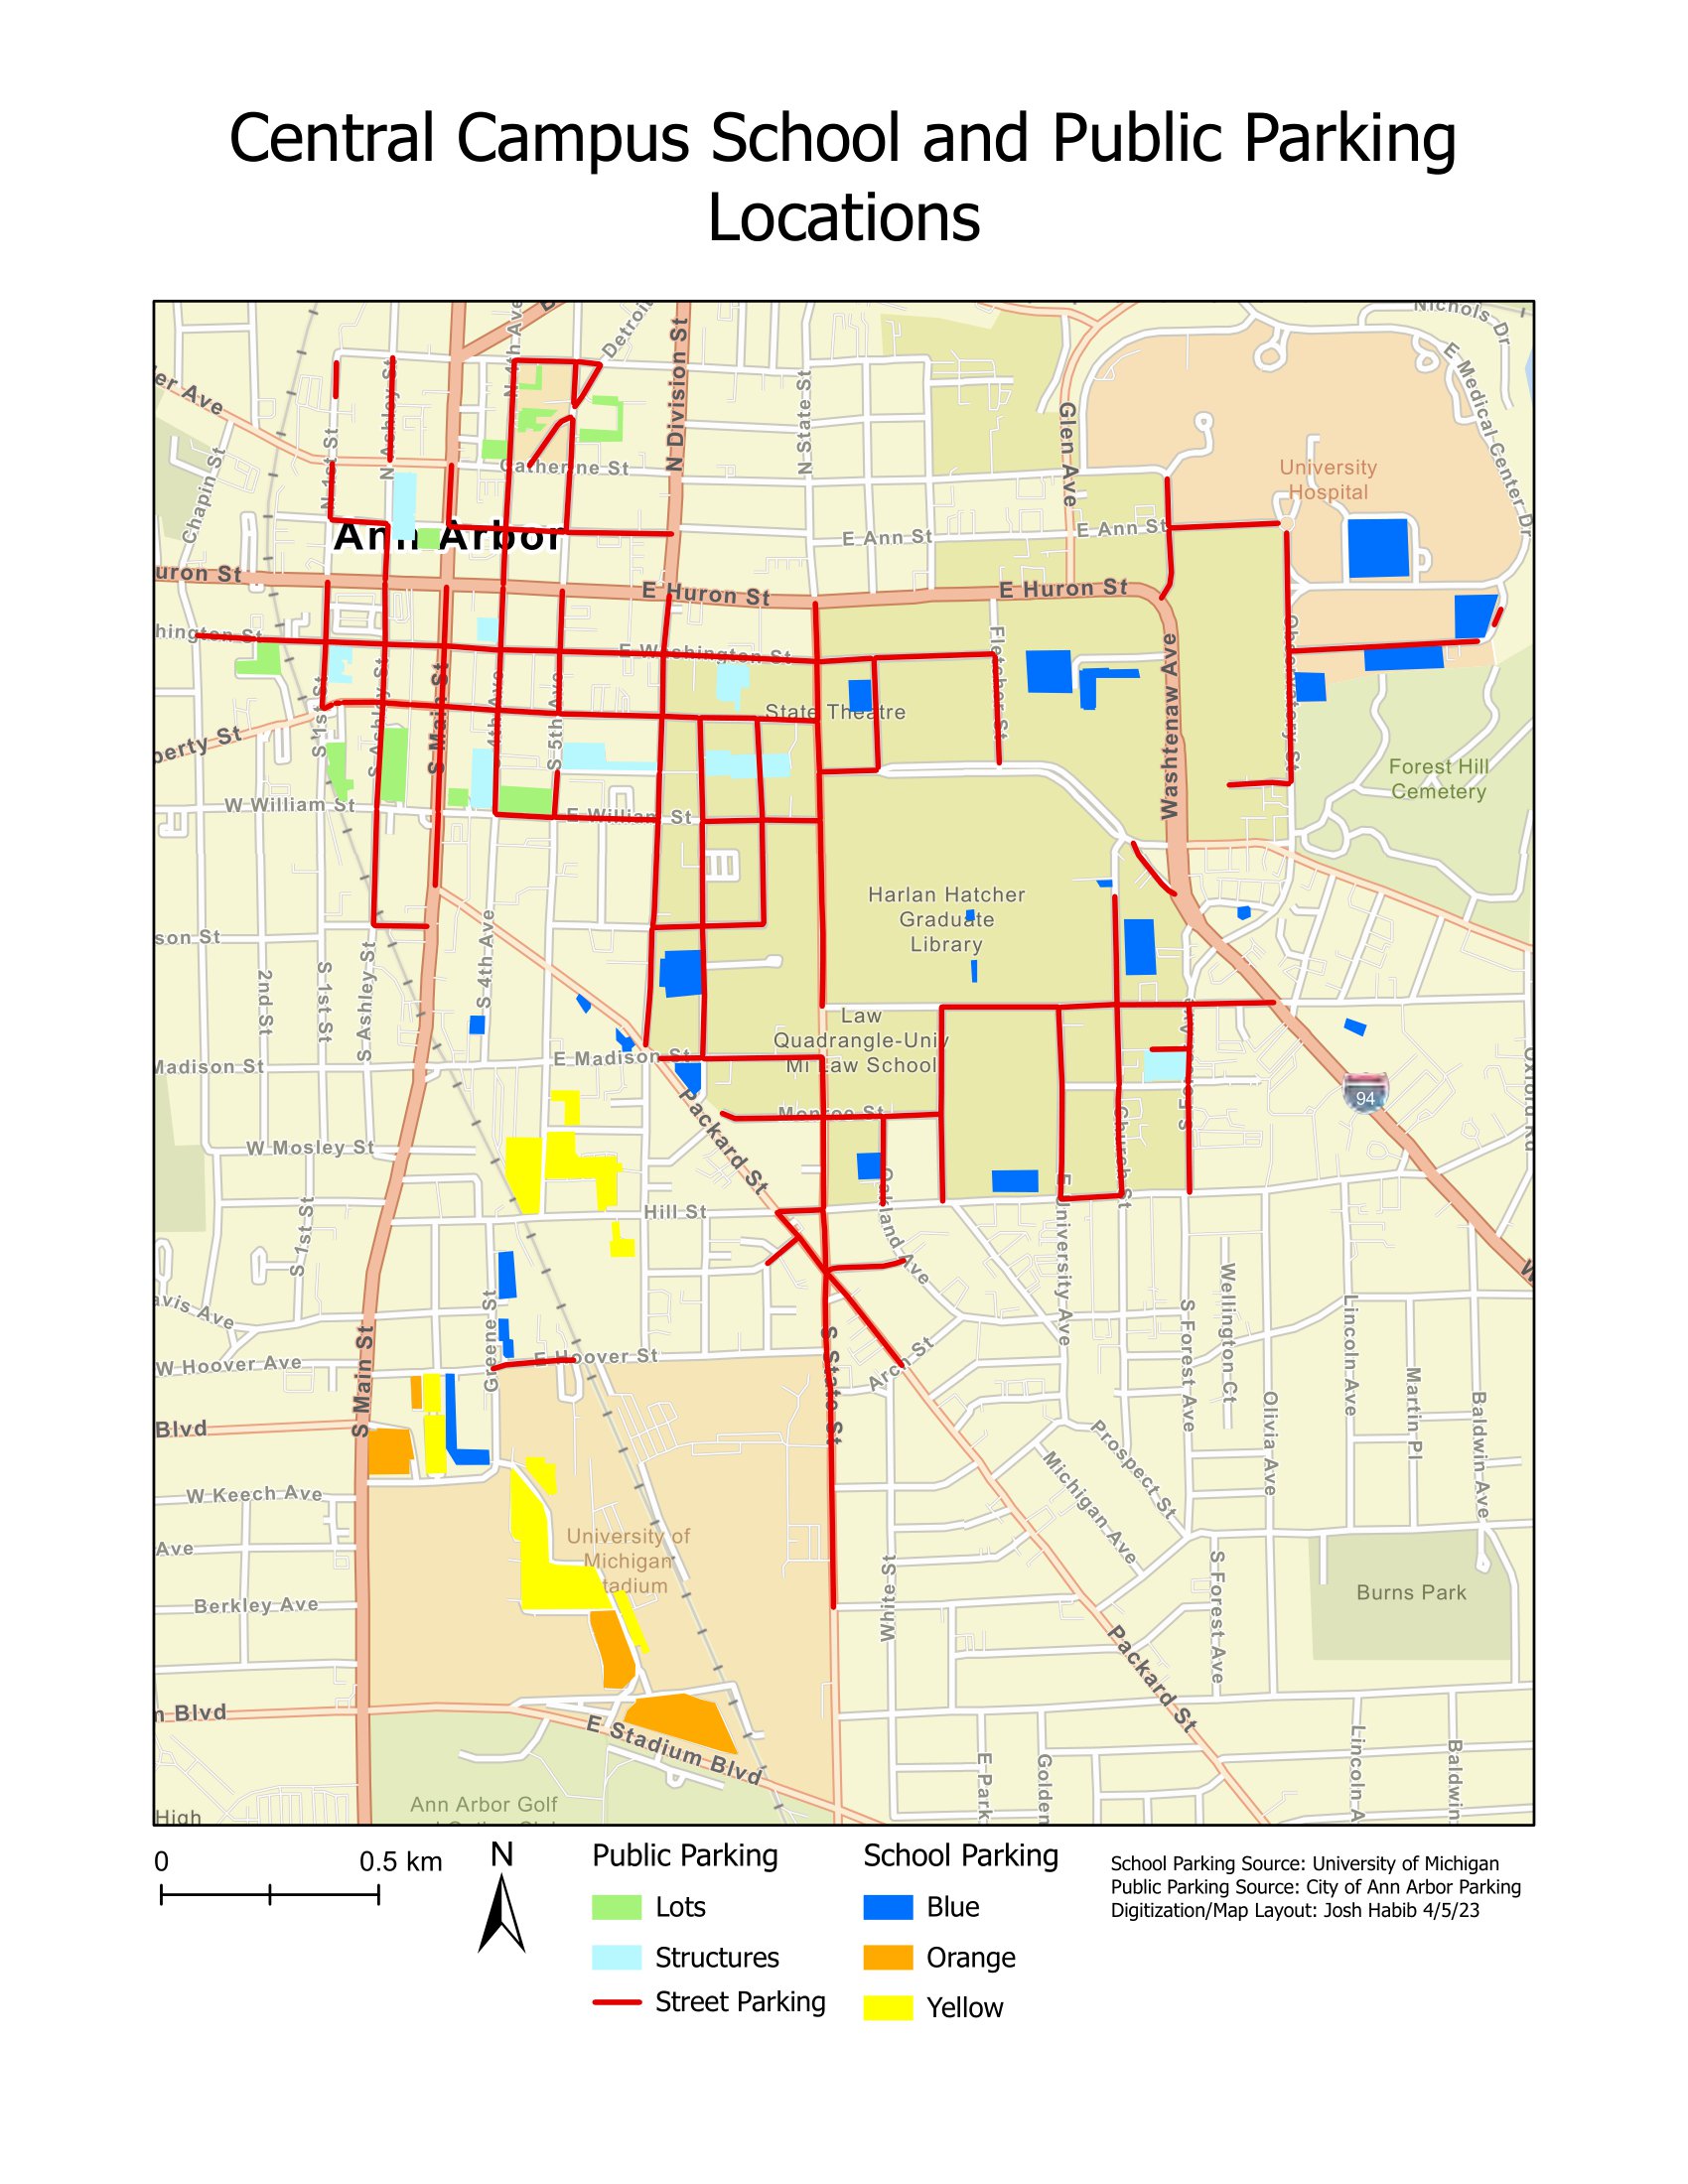 Central Campus School and Public Parking
Locations
Nichols Dr
Detroit
N 4th Ave
N Division St
E Medical Center Dr
er Ave
N Ashley St
N State St
Glen Ave
N 1st St
Chapin St
Catherine St
University
Hospital
Ann Arbor
E Ann St
E Ann St
uron St
E Huron St
E Huron St
hington St
E Washington St
Fletcher St
Observatory St
Washtenaw Ave
State Theatre
S 1st St
S Ashley St
S Main St
S 4th Ave
S 5th Ave
berty St
Forest Hill
Cemetery
W William St
E William St
Harlan Hatcher
Graduate
Library
son St
2nd St
S 1st St
S Ashley St
S 4th Ave
Law
Quadrangle-Univ
Mi Law School
Madison St
E Madison St
Oxford Rd
94
Packard St
Monroe St
S Forest Ave
Church St
W Mosley St
Hill St
Oakland Ave
E University Ave
S 1st St
avis Ave
Greene St
Wellington Ct
Lincoln Ave
S Forest Ave
W Hoover Ave
E Hoover St
S Main St
S State St
Arch St
Olivia Ave
Martin Pl
Baldwin Ave
Blvd
Prospect St
Michigan Ave
W Keech Ave
University of
Michigan
tadium
Ave
White St
S Forest Ave
Burns Park
Berkley Ave
Packard St
n Blvd
E Stadium Blvd
E Park
Golden
Lincoln A
Baldwin
Ann Arbor Golf
High
0 0.5 km
N
Public Parking
Lots
Structures
Street Parking
School Parking
Blue
Orange
Yellow
School Parking Source: University of Michigan
Public Parking Source: City of Ann Arbor Parking
Digitization/Map Layout: Josh Habib 4/5/23